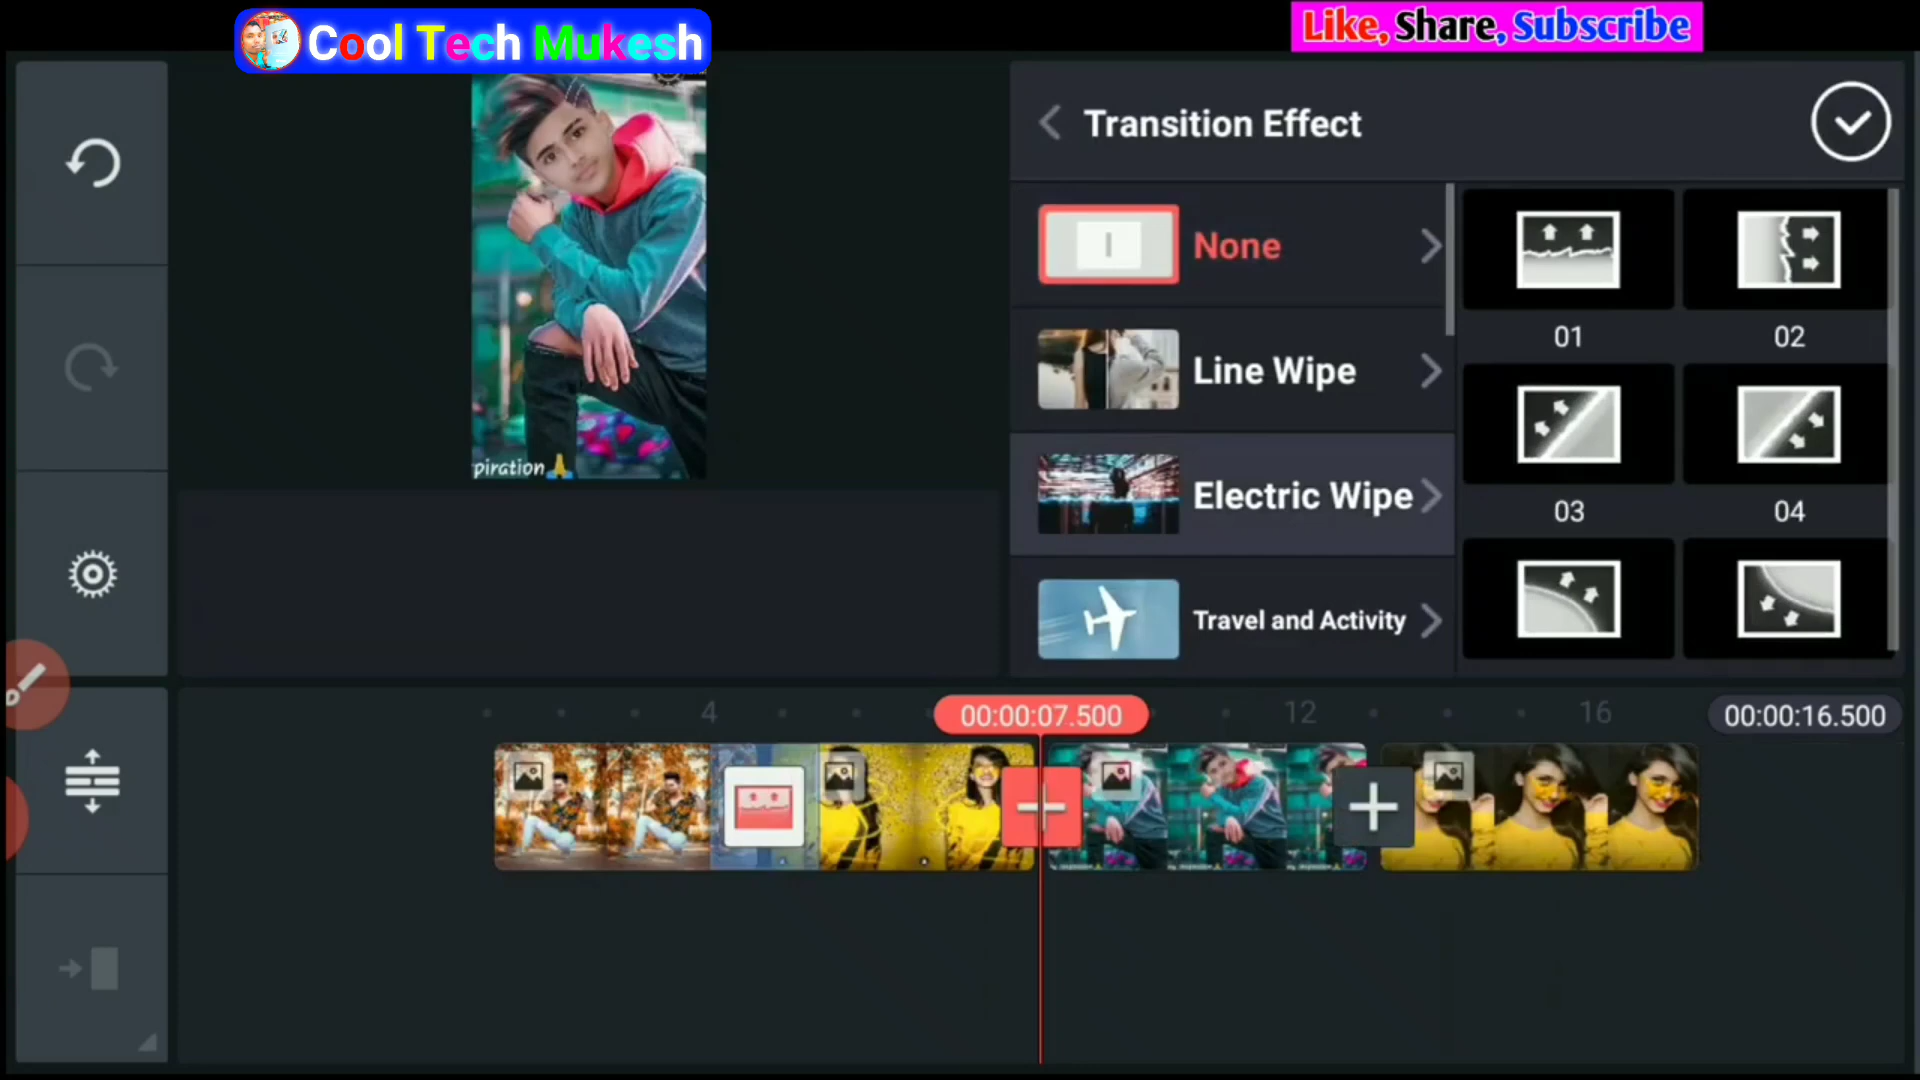 Cool Tech Mukesh
Like, Share, Subscribe
Transition Effect
None
Line Wipe
Electric Wipe
Travel and Activity
01
02
03
04
piration🙏
4
00:00:07.500
12
16
00:00:16.500